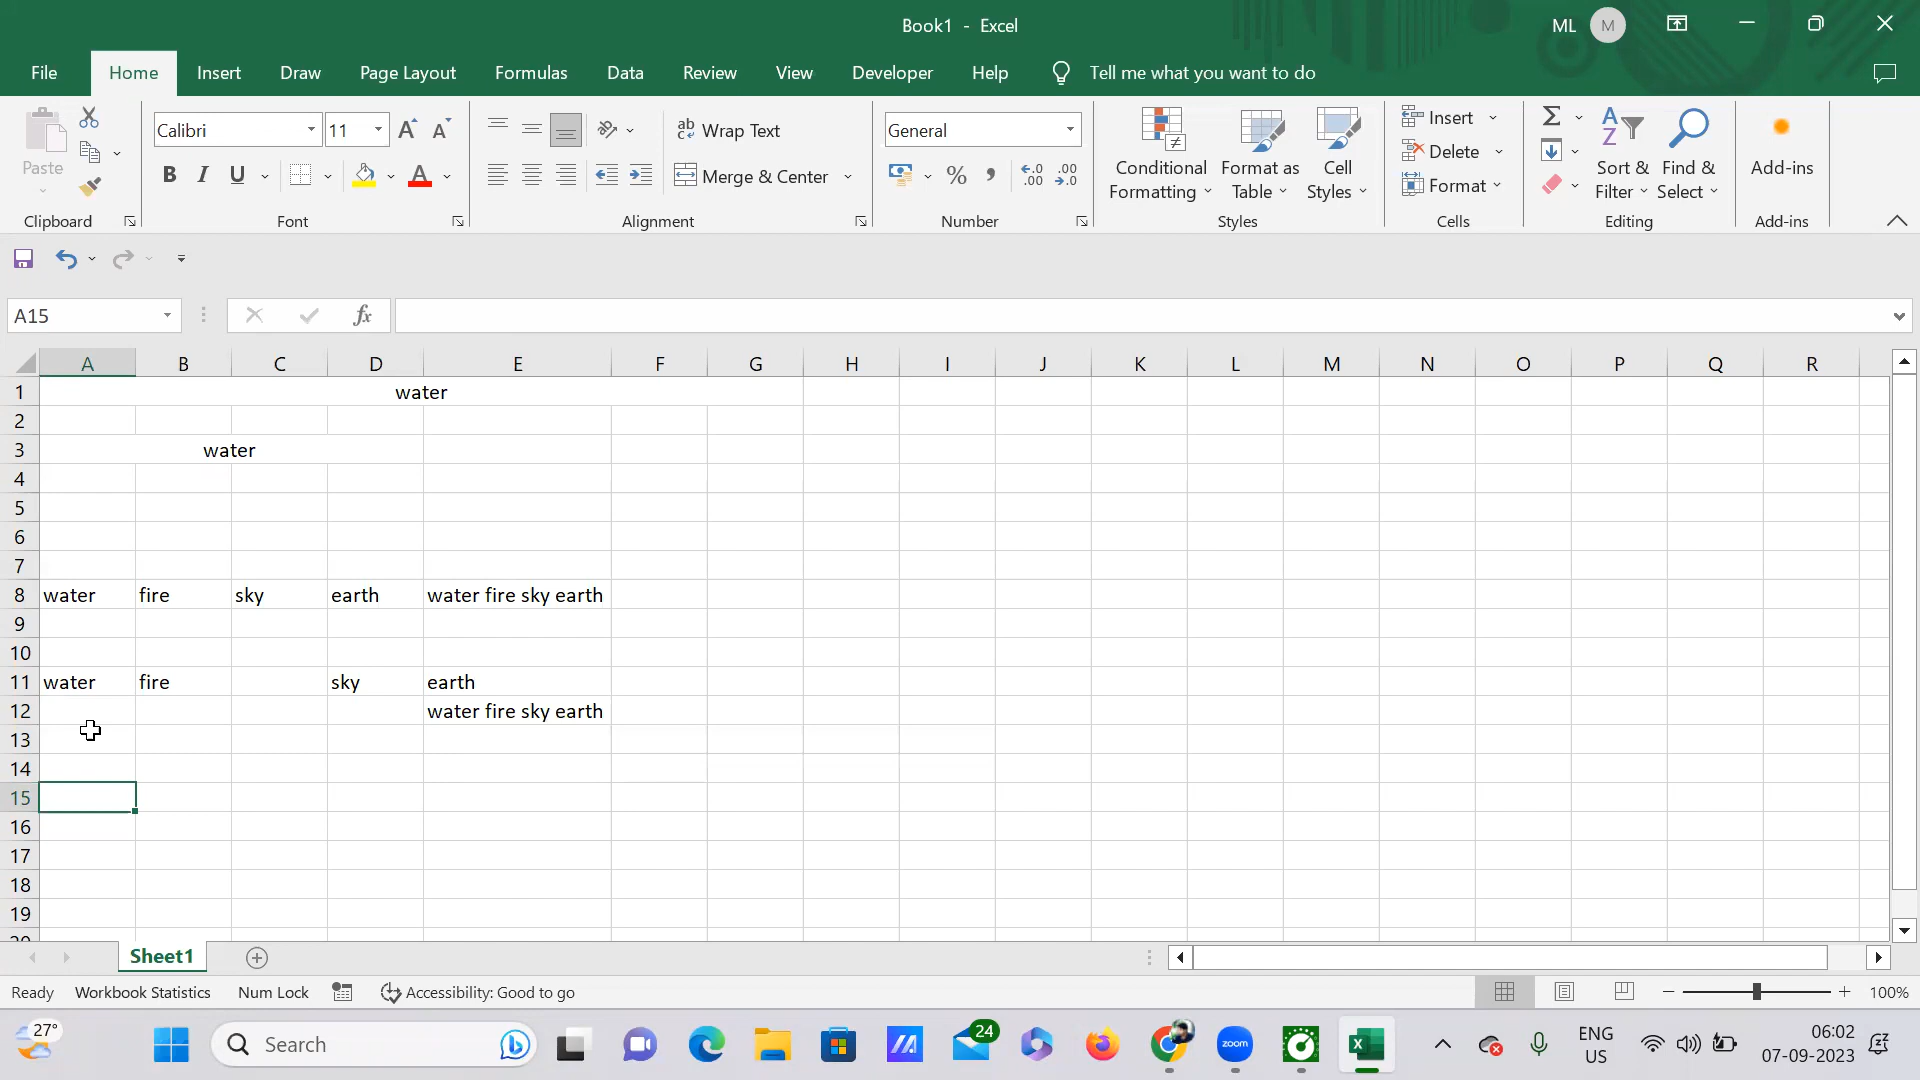 Book1 - Excel
ML M
File Home Insert Draw Page Layout Formulas Data Review View Developer Help Tell me what you want to do
Paste
Clipboard
Calibri 11
B I U
Font
ab Wrap Text
Merge & Center
Alignment
General
%
Number
Conditional Formatting
Format as Table
Cell Styles
Styles
Insert
Delete
Format
Cells
Sort & Filter
Find & Select
Editing
Add-ins
Add-ins
A15 fx
A B C D E F G H I J K L M N O P Q R
1 water
2
3 water
4
5
6
7
8 water fire sky earth water fire sky earth
9
10
11 water fire sky earth
12 water fire sky earth
13
14
15
16
17
18
19
20
Sheet1
Ready Workbook Statistics Num Lock Accessibility: Good to go 100%
27° Search 24 zoom ENG US 06:02 07-09-2023